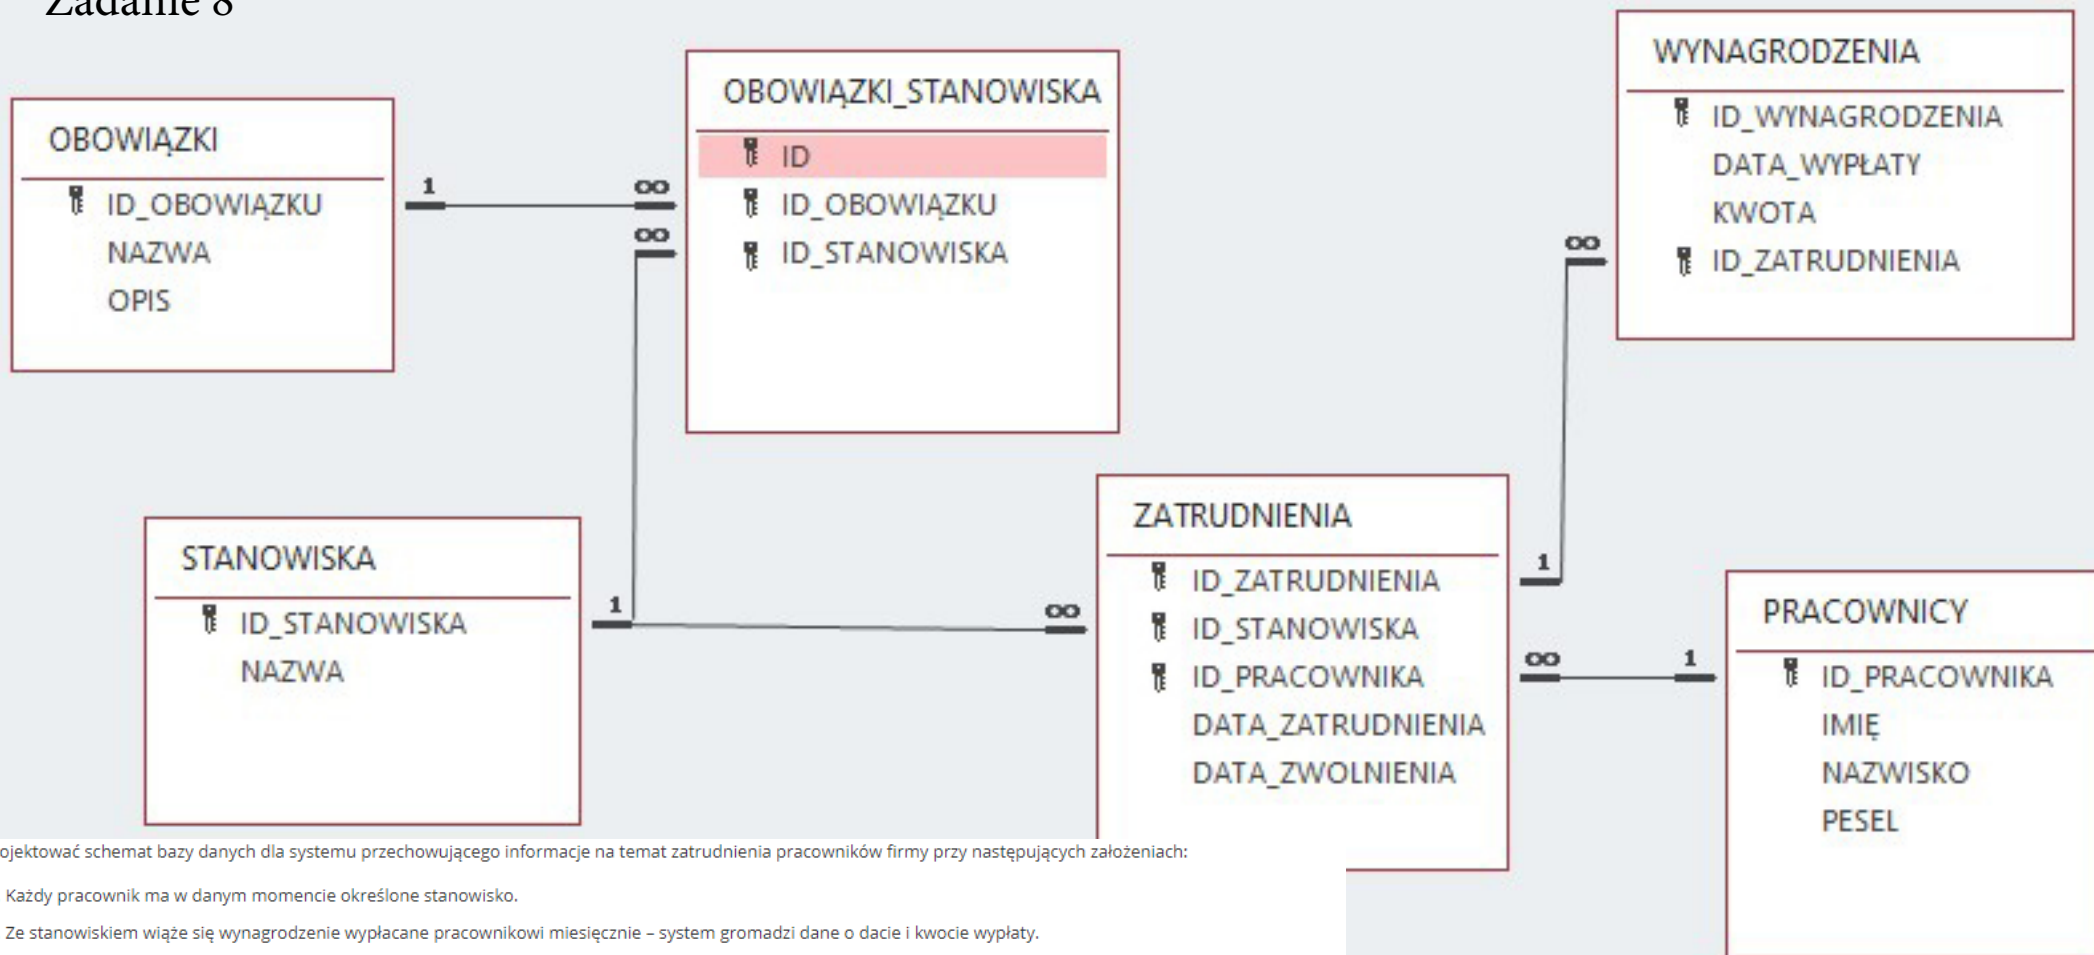 Zadanie 8
OBOWIĄZKI
ID_OBOWIĄZKU
NAZWA
OPIS
1
∞
∞
OBOWIĄZKI_STANOWISKA
ID
ID_OBOWIĄZKU
ID_STANOWISKA
WYNAGRODZENIA
ID_WYNAGRODZENIA
DATA_WYPŁATY
KWOTA
ID_ZATRUDNIENIA
∞
1
STANOWISKA
ID_STANOWISKA
NAZWA
1
∞
ZATRUDNIENIA
ID_ZATRUDNIENIA
ID_STANOWISKA
ID_PRACOWNIKA
DATA_ZATRUDNIENIA
DATA_ZWOLNIENIA
∞
1
PRACOWNICY
ID_PRACOWNIKA
IMIĘ
NAZWISKO
PESEL
ojektować schemat bazy danych dla systemu przechowującego informacje na temat zatrudnienia pracowników firmy przy następujących założeniach:
Każdy pracownik ma w danym momencie określone stanowisko.
Ze stanowiskiem wiąże się wynagrodzenie wypłacane pracownikowi miesięcznie – system gromadzi dane o dacie i kwocie wypłaty.